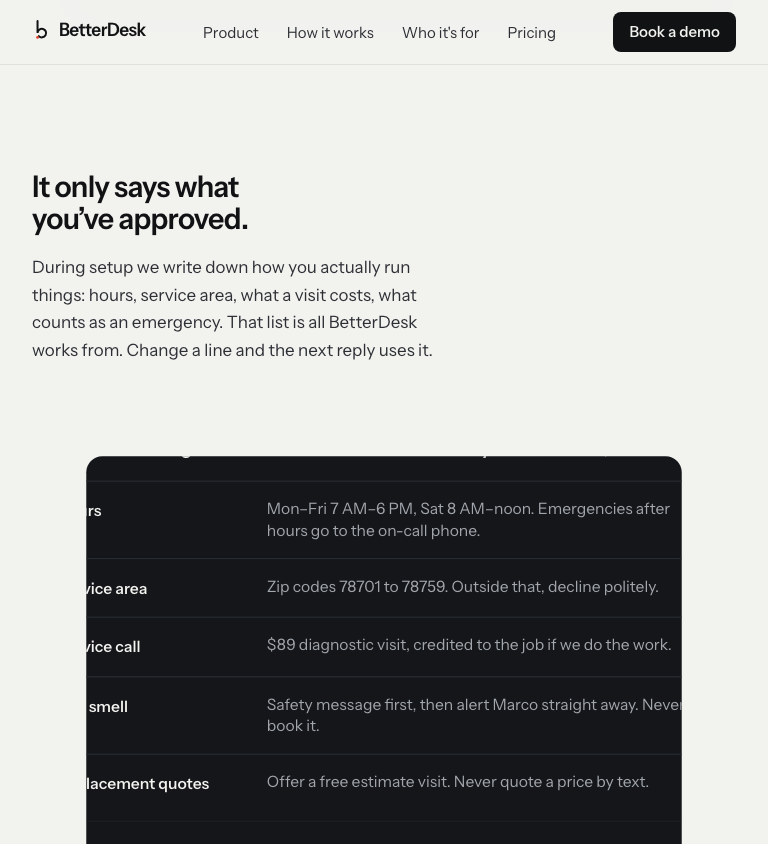 BetterDesk
Product
How it works
Who it's for
Pricing
Book a demo
It only says what
you’ve approved.
During setup we write down how you actually run
things: hours, service area, what a visit costs, what
counts as an emergency. That list is all BetterDesk
works from. Change a line and the next reply uses it.
rs
Mon–Fri 7 AM–6 PM, Sat 8 AM–noon. Emergencies after
hours go to the on-call phone.
vice area
Zip codes 78701 to 78759. Outside that, decline politely.
vice call
$89 diagnostic visit, credited to the job if we do the work.
smell
Safety message first, then alert Marco straight away. Never
book it.
lacement quotes
Offer a free estimate visit. Never quote a price by text.